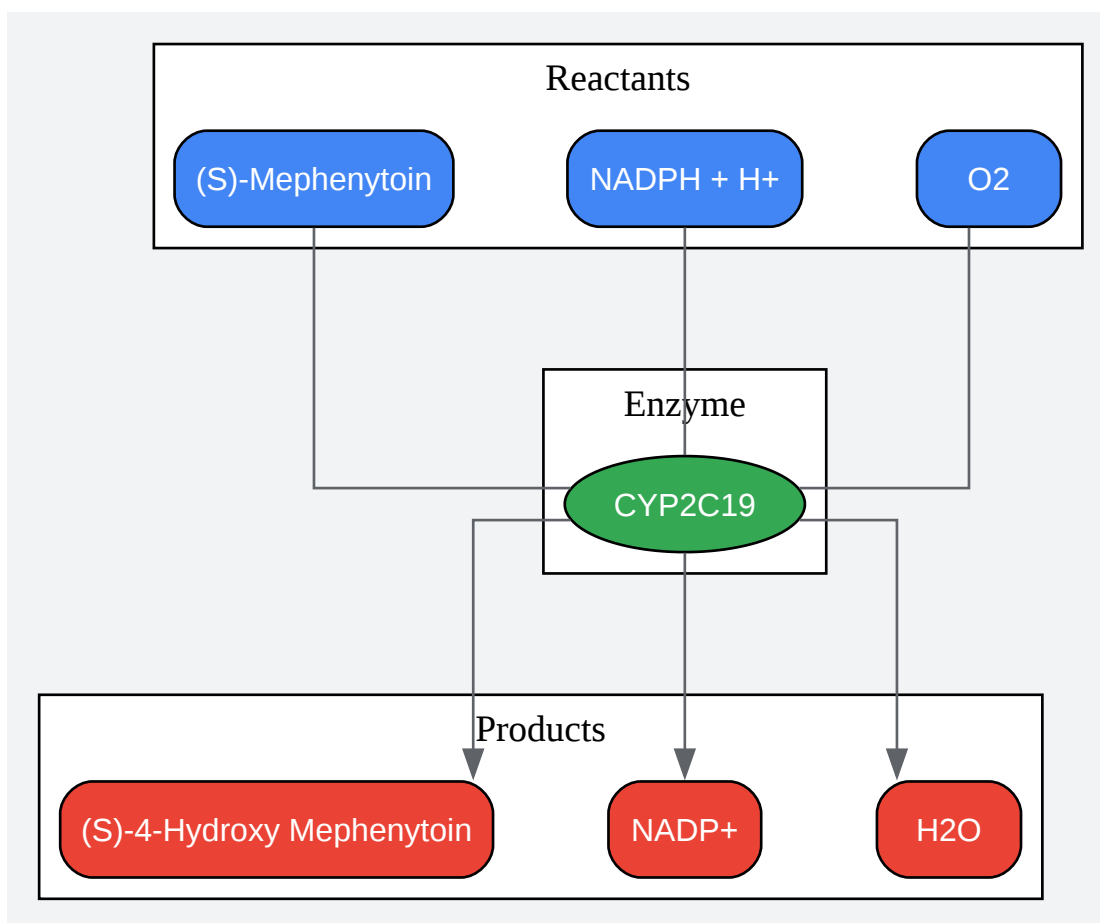 Reactants
(S)-Mephenytoin
NADPH + H+
O2
Enzyme
CYP2C19
Products
(S)-4-Hydroxy Mephenytoin
NADP+
H2O